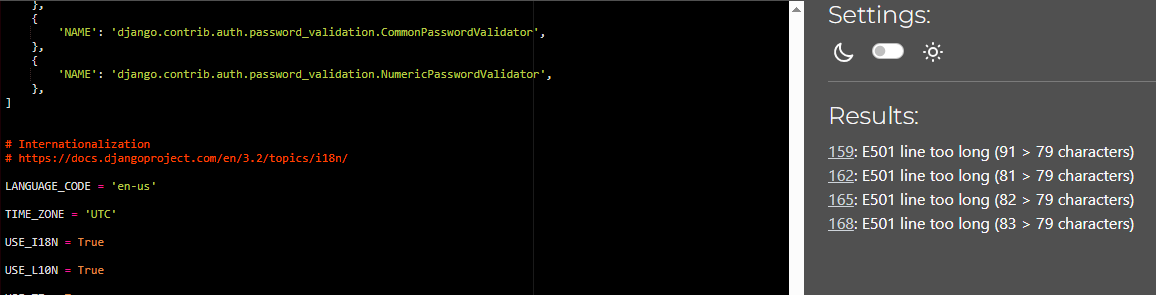 },
{
'NAME': 'django.contrib.auth.password_validation.CommonPasswordValidator',
},
{
'NAME': 'django.contrib.auth.password_validation.NumericPasswordValidator',
},
]
# Internationalization
# https://docs.djangoproject.com/en/3.2/topics/i18n/
LANGUAGE_CODE = 'en-us'
TIME_ZONE = 'UTC'
USE_I18N = True
USE_L10N = True
Settings:
Results:
159: E501 line too long (91 > 79 characters)
162: E501 line too long (81 > 79 characters)
165: E501 line too long (82 > 79 characters)
168: E501 line too long (83 > 79 characters)